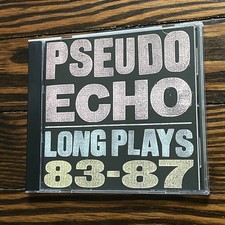 PSEUDO
ECHO
LONG PLAYS
83-87